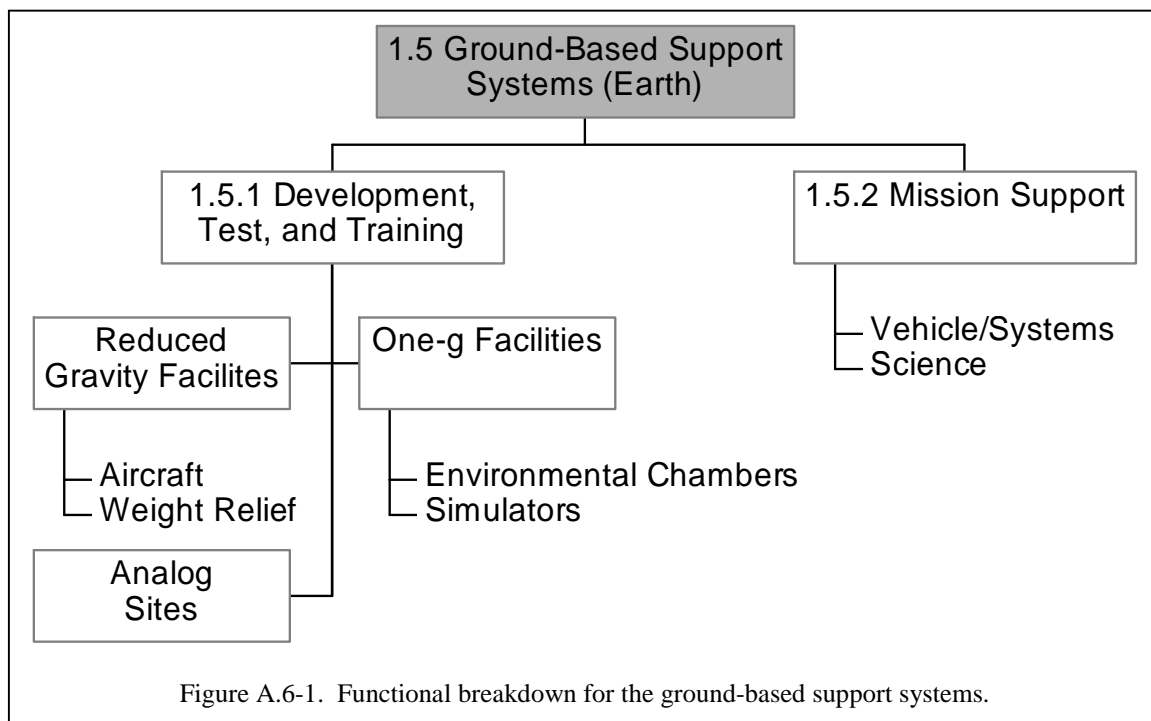 1.5 Ground-Based Support
Systems (Earth)
1.5.1 Development,
Test, and Training
1.5.2 Mission Support
Reduced
Gravity Facilites
One-g Facilities
Vehicle/Systems
Science
Aircraft
Weight Relief
Environmental Chambers
Simulators
Analog
Sites
Figure A.6-1. Functional breakdown for the ground-based support systems.